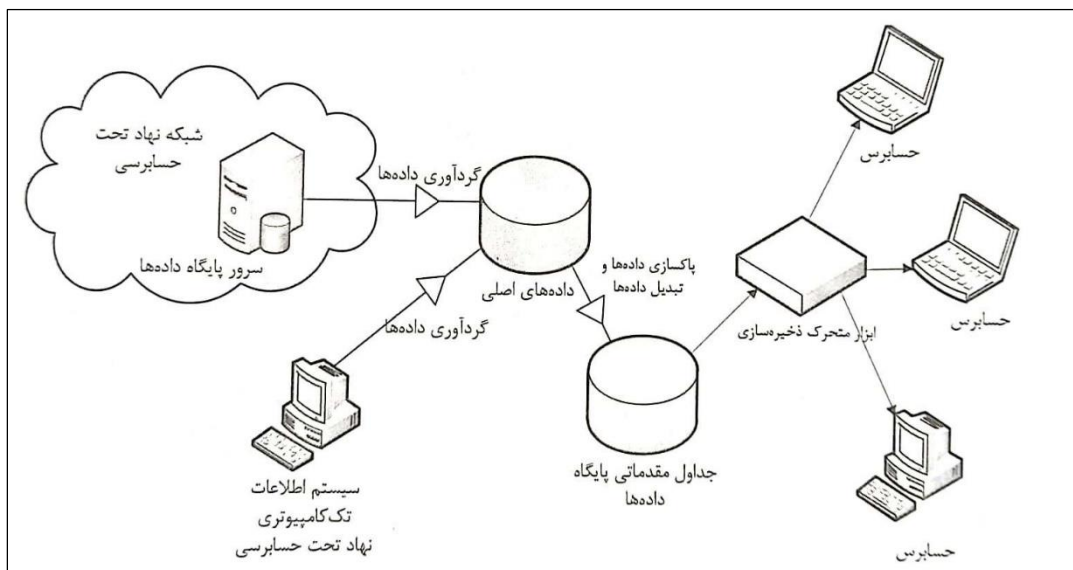 شبکه نهاد تحت
حسابرسی
سرور پایگاه داده‌ها
گردآوری داده‌ها
داده‌های اصلی
گردآوری داده‌ها
سیستم اطلاعات
تک‌کامپیوتری
نهاد تحت حسابرسی
پاکسازی داده‌ها و
تبدیل داده‌ها
جداول مقدماتی پایگاه
داده‌ها
ابزار متحرک ذخیره‌سازی
حسابرس
حسابرس
حسابرس